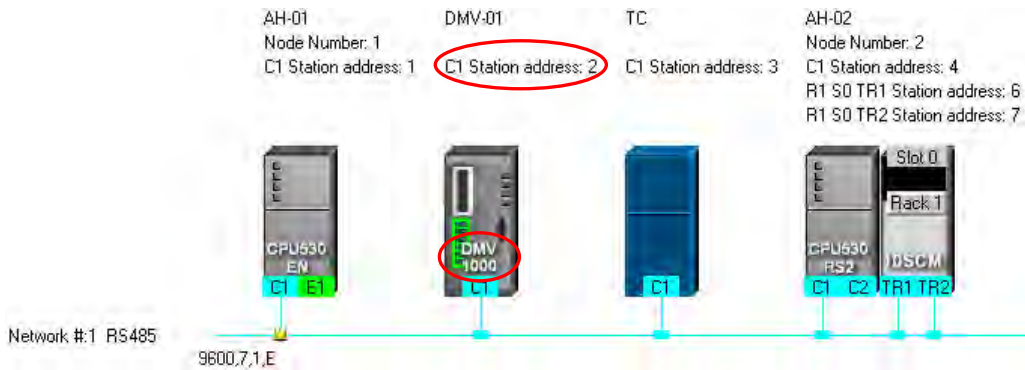 AH-01
Node Number: 1
C1 Station address: 1
DMV-01
C1 Station address: 2
TC
C1 Station address: 3
AH-02
Node Number: 2
C1 Station address: 4
R1 S0 TR1 Station address: 6
R1 S0 TR2 Station address: 7
CPU530
EN
C1 E1
DMV
1000
C1
C1
CPU530
RS2
C1 C2
Slot 0
Rack 1
10SCM
TR1 TR2
Network #:1 RS485
9600,7,1,E